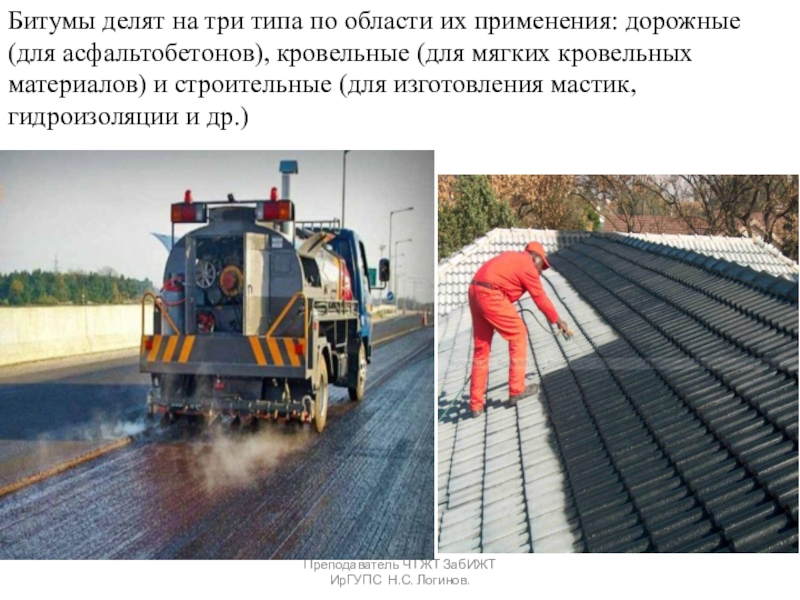 Битумы делят на три типа по области их применения: дорожные
(для асфальтобетонов), кровельные (для мягких кровельных
материалов) и строительные (для изготовления мастик,
гидроизоляции и др.)
Преподаватель ЧТЖТ ЗабИЖТ
ИрГУПС Н.С. Логинов.